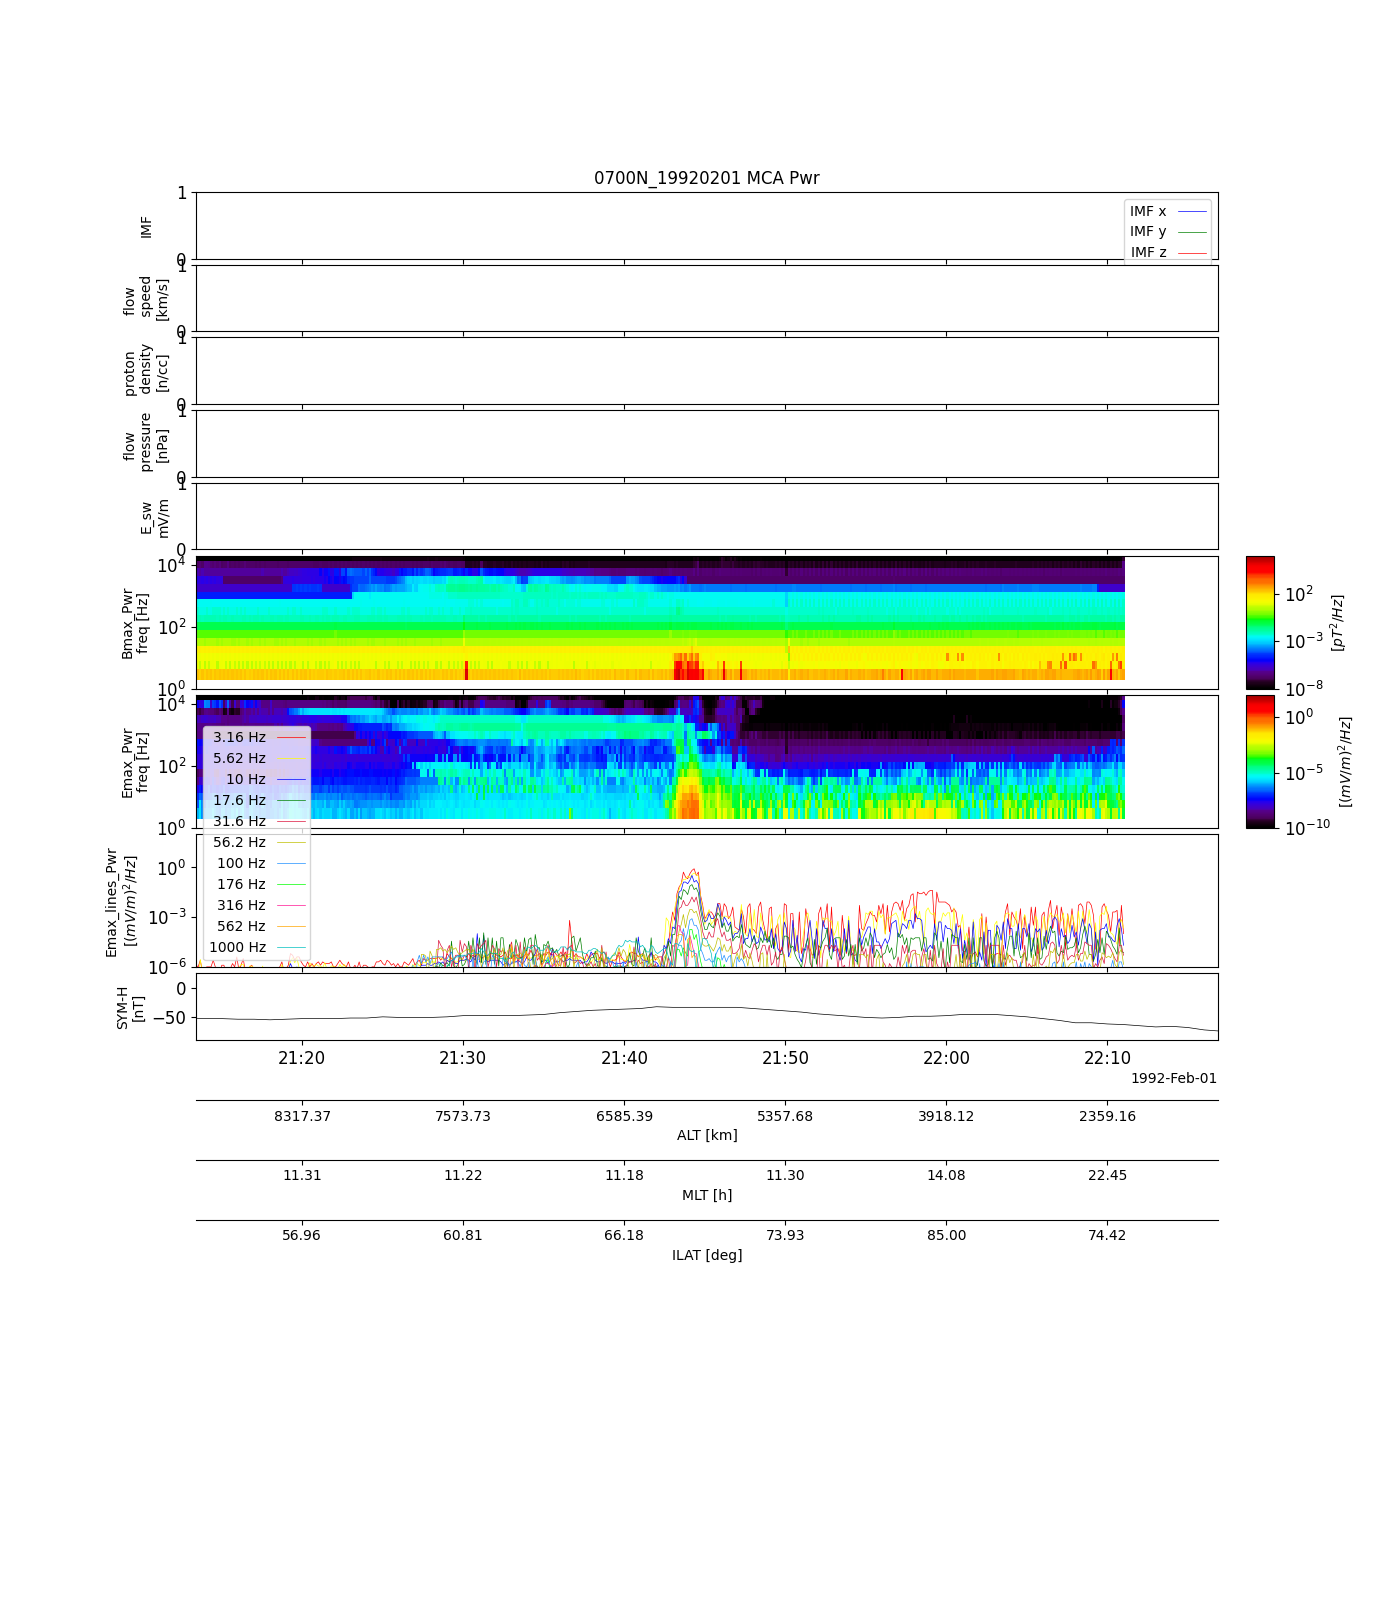 0700N_19920201 MCA Pwr
1
IMF
0
IMF x
IMF y
IMF z
1
flow
speed
[km/s]
0
1
proton
density
[n/cc]
0
1
flow
pressure
[nPa]
0
1
E_sw
mV/m
0
10^4
10^2
10^0
Bmax_Pwr
freq [Hz]
10^2
10^-3
10^-8
[pT^2/Hz]
10^4
10^2
10^0
Emax_Pwr
freq [Hz]
10^0
10^-5
10^-10
[(mV/m)^2/Hz]
3.16 Hz
5.62 Hz
10 Hz
17.6 Hz
31.6 Hz
56.2 Hz
100 Hz
176 Hz
316 Hz
562 Hz
1000 Hz
10^0
10^-3
10^-6
Emax_lines_Pwr
[(mV/m)^2/Hz]
0
−50
SYM-H
[nT]
21:20 21:30 21:40 21:50 22:00 22:10
1992-Feb-01
8317.37 7573.73 6585.39 5357.68 3918.12 2359.16
ALT [km]
11.31 11.22 11.18 11.30 14.08 22.45
MLT [h]
56.96 60.81 66.18 73.93 85.00 74.42
ILAT [deg]